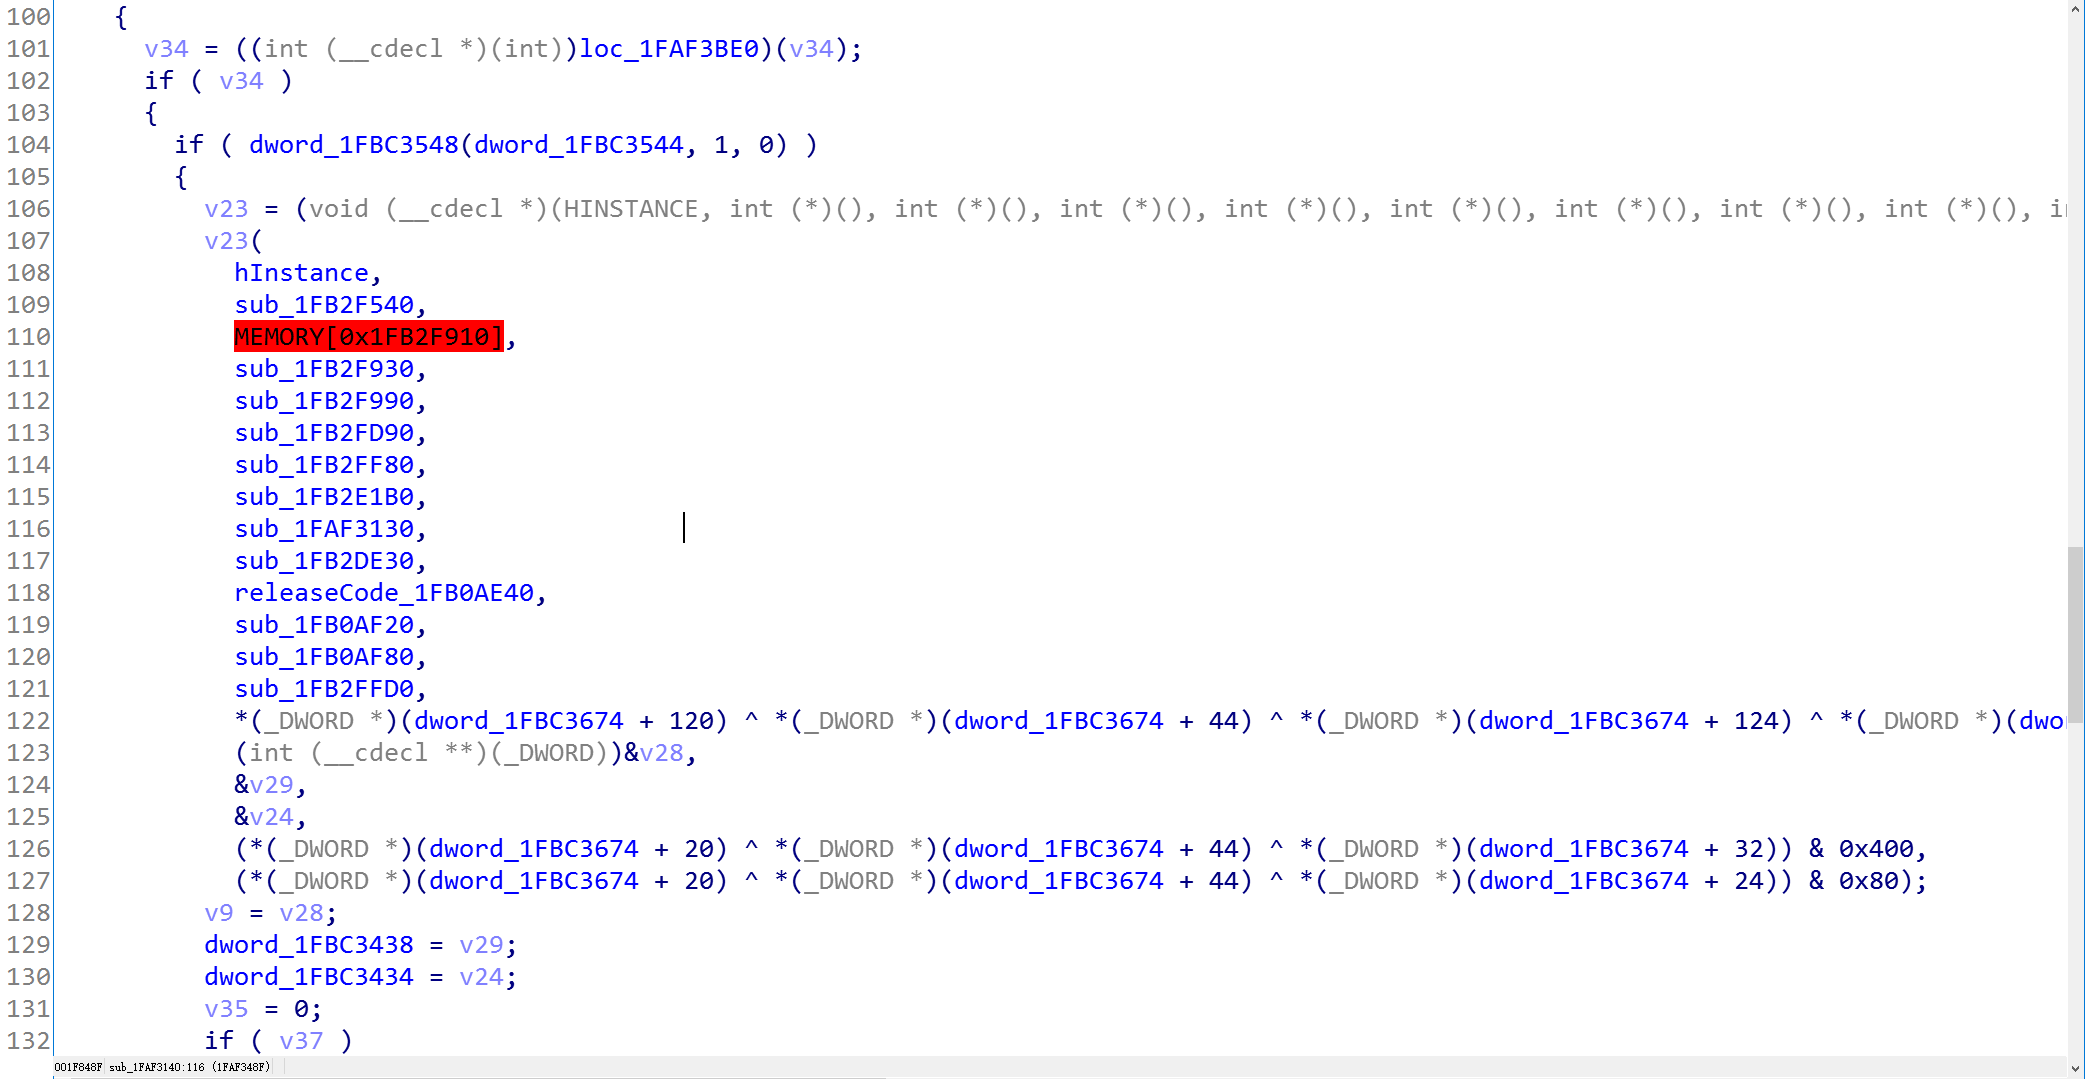 100 {
101 v34 = ((int (__cdecl *)(int))loc_1FAF3BE0)(v34);
102 if ( v34 )
103 {
104 if ( dword_1FBC3548(dword_1FBC3544, 1, 0) )
105 {
106 v23 = (void (__cdecl *)(HINSTANCE, int (*)(), int (*)(), int (*)(), int (*)(), int (*)(), int (*)(), int (*)(), int (*)(), i
107 v23(
108 hInstance,
109 sub_1FB2F540,
110 MEMORY[0x1FB2F910],
111 sub_1FB2F930,
112 sub_1FB2F990,
113 sub_1FB2FD90,
114 sub_1FB2FF80,
115 sub_1FB2E1B0,
116 sub_1FAF3130,
117 sub_1FB2DE30,
118 releaseCode_1FB0AE40,
119 sub_1FB0AF20,
120 sub_1FB0AF80,
121 sub_1FB2FFD0,
122 *(_DWORD *)(dword_1FBC3674 + 120) ^ *(_DWORD *)(dword_1FBC3674 + 44) ^ *(_DWORD *)(dword_1FBC3674 + 124) ^ *(_DWORD *)(dwo
123 (int (__cdecl **)(_DWORD))&v28,
124 &v29,
125 &v24,
126 (*(_DWORD *)(dword_1FBC3674 + 20) ^ *(_DWORD *)(dword_1FBC3674 + 44) ^ *(_DWORD *)(dword_1FBC3674 + 32)) & 0x400,
127 (*(_DWORD *)(dword_1FBC3674 + 20) ^ *(_DWORD *)(dword_1FBC3674 + 44) ^ *(_DWORD *)(dword_1FBC3674 + 24)) & 0x80);
128 v9 = v28;
129 dword_1FBC3438 = v29;
130 dword_1FBC3434 = v24;
131 v35 = 0;
132 if ( v37 )
001F848F sub_1FAF3140:116 (1FAF348F)